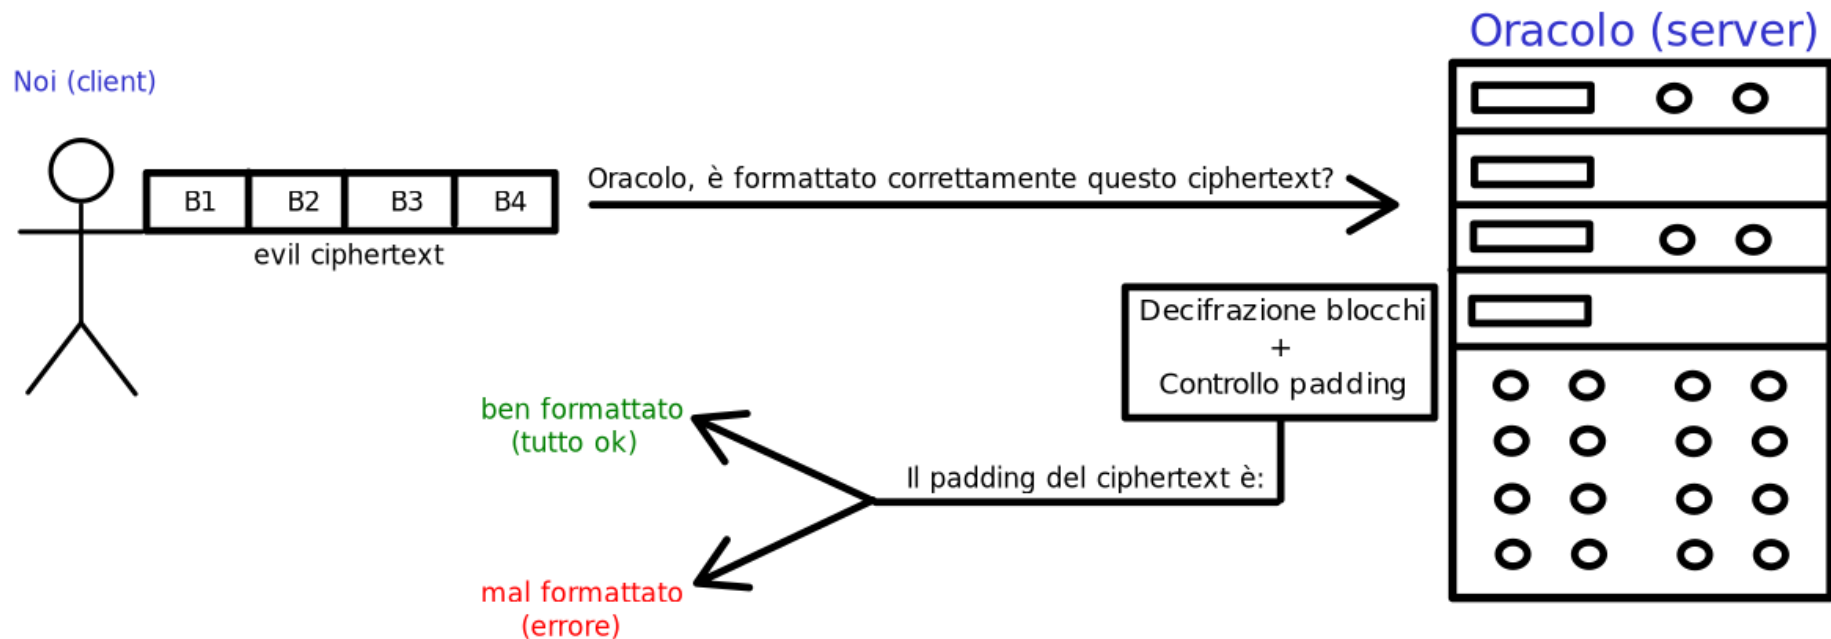 Oracolo (server)
Noi (client)
B1 B2 B3 B4
evil ciphertext
Oracolo, è formattato correttamente questo ciphertext?
Decifrazione blocchi
+
Controllo padding
Il padding del ciphertext è:
ben formattato
(tutto ok)
mal formattato
(errore)